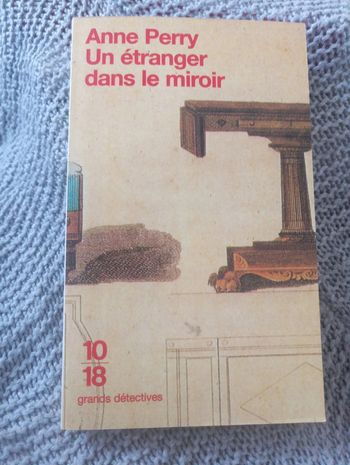 Anne Perry
Un étranger
dans le miroir
10
18
grands détectives